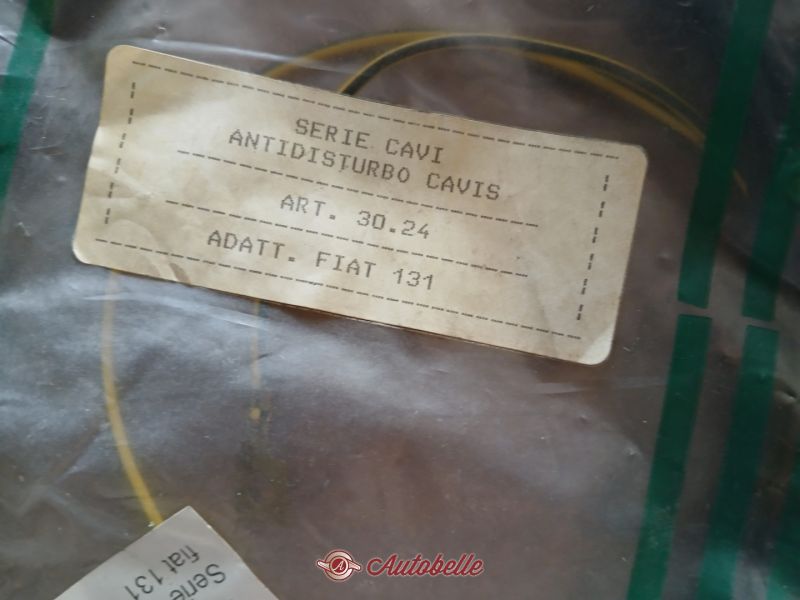 SERIE CAVI
ANTIDISTURBO CAVIS
ART. 30.24
ADATT. FIAT 131
Serie
fiat 131
Autobelle